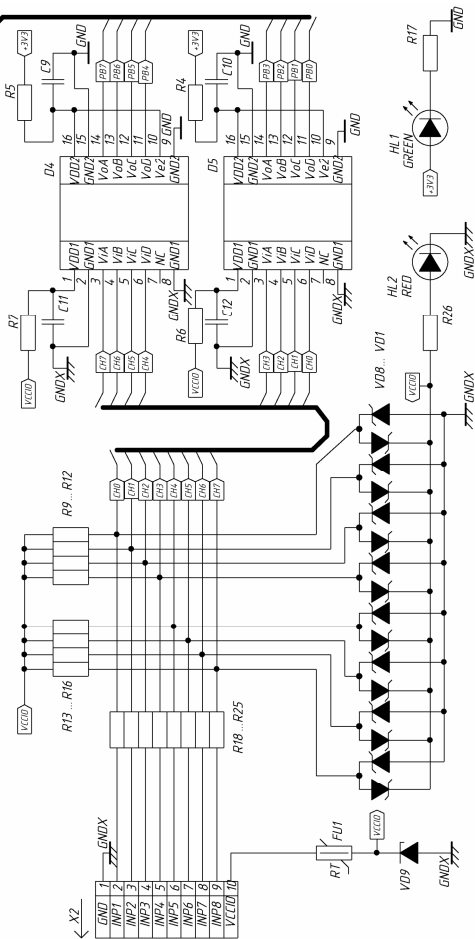 X2
GND 1
INP1 2
INP2 3
INP3 4
INP4 5
INP5 6
INP6 7
INP7 8
INP8 9
VCCIO 10
GNDX
R18 ... R25
VCCIO
R13 ... R16
R9 ... R12
CH0
CH1
CH2
CH3
CH4
CH5
CH6
CH7
RT
FU1
VCCIO
VD9
GNDX
VD8... VD1
GNDX
VCCIO
R26
HL2
RED
GNDX
+3V3
HL1
GREEN
R17
GND
VCCIO
R7
C11
GNDX
CH7
CH6
CH5
CH4
D4
1 VDD1 VDD2 16
2 GND1 GND2 15
3 ViA VoA 14
4 ViB VoB 13
5 ViC VoC 12
6 ViD VoD 11
7 NC Ve2 10
8 GND1 GND2 9
GNDX
GND
R5
+3V3
C9
GND
PB7
PB6
PB5
PB4
VCCIO
R6
C12
GNDX
CH3
CH2
CH1
CH0
D5
1 VDD1 VDD2 16
2 GND1 GND2 15
3 ViA VoA 14
4 ViB VoB 13
5 ViC VoC 12
6 ViD VoD 11
7 NC Ve2 10
8 GND1 GND2 9
GNDX
GND
R4
+3V3
C10
GND
PB3
PB2
PB1
PB0